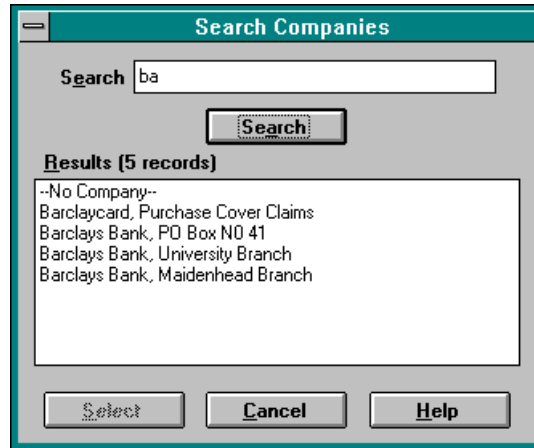 Search Companies
Search ba
Search
Results (5 records)
--No Company--
Barclaycard, Purchase Cover Claims
Barclays Bank, PO Box N0 41
Barclays Bank, University Branch
Barclays Bank, Maidenhead Branch
Select Cancel Help